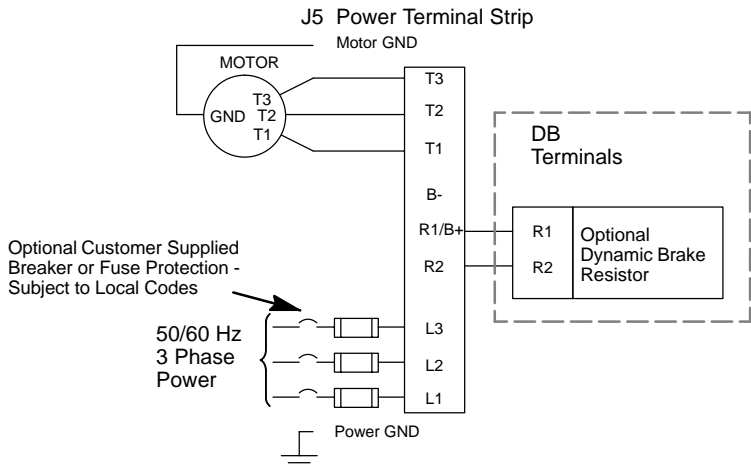 J5 Power Terminal Strip
Motor GND
MOTOR
GND
T3
T2
T1
T3
T2
T1
B-
R1/B+
R2
L3
L2
L1
DB
Terminals
R1
R2
Optional
Dynamic Brake
Resistor
Optional Customer Supplied
Breaker or Fuse Protection -
Subject to Local Codes
50/60 Hz
3 Phase
Power
Power GND